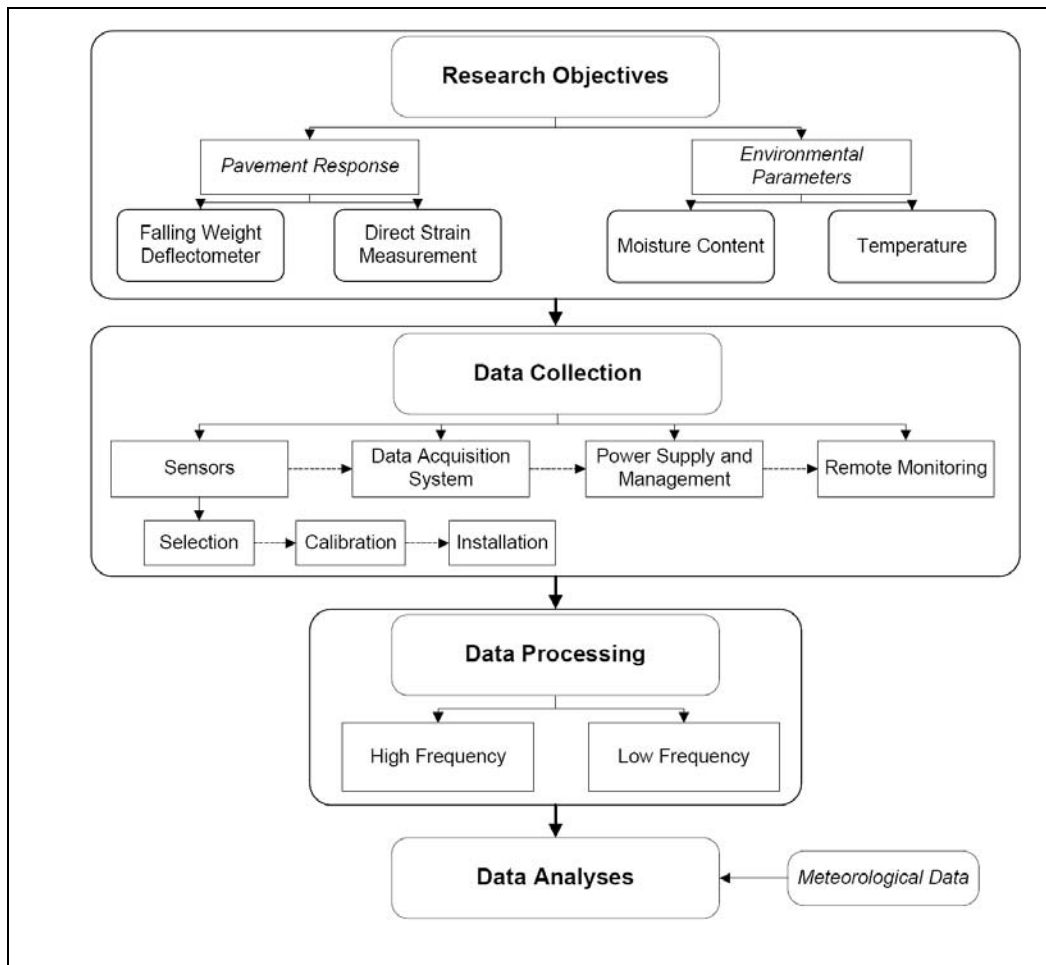 Research Objectives
Pavement Response
Environmental
Parameters
Falling Weight
Deflectometer
Direct Strain
Measurement
Moisture Content
Temperature
Data Collection
Sensors
Data Acquisition
System
Power Supply and
Management
Remote Monitoring
Selection
Calibration
Installation
Data Processing
High Frequency
Low Frequency
Data Analyses
Meteorological Data